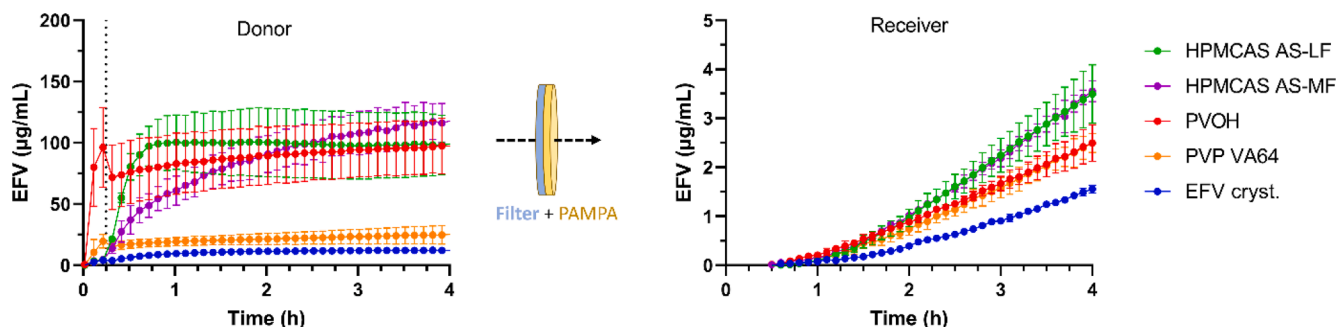 Donor
EFV (µg/mL)
200
150
100
50
0
0 1 2 3 4
Time (h)
Filter + PAMPA
Receiver
EFV (µg/mL)
5
4
3
2
1
0
0 1 2 3 4
Time (h)
HPMCAS AS-LF
HPMCAS AS-MF
PVOH
PVP VA64
EFV cryst.